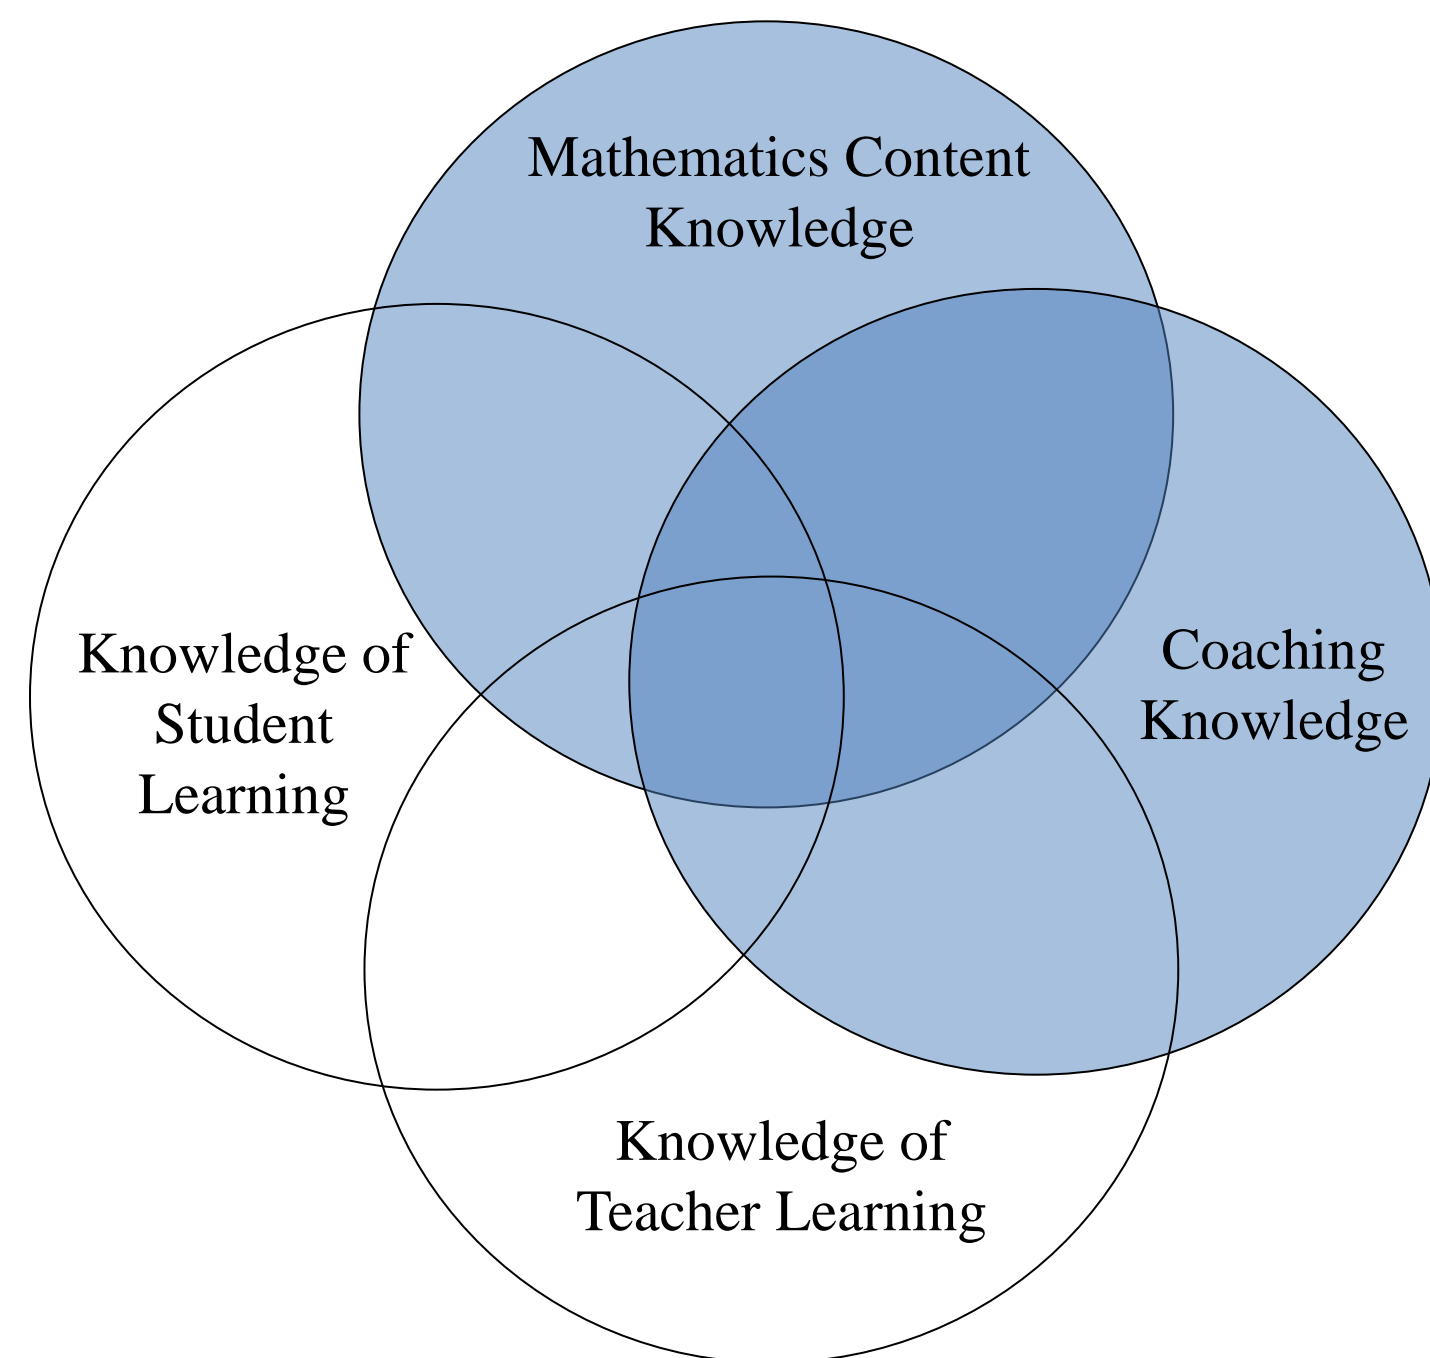 Mathematics Content
Knowledge
Knowledge of
Student
Learning
Coaching
Knowledge
Knowledge of
Teacher Learning